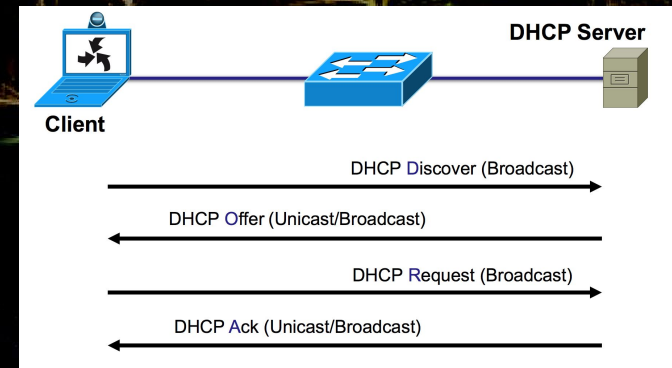 DHCP Server
Client
DHCP Discover (Broadcast)
DHCP Offer (Unicast/Broadcast)
DHCP Request (Broadcast)
DHCP Ack (Unicast/Broadcast)